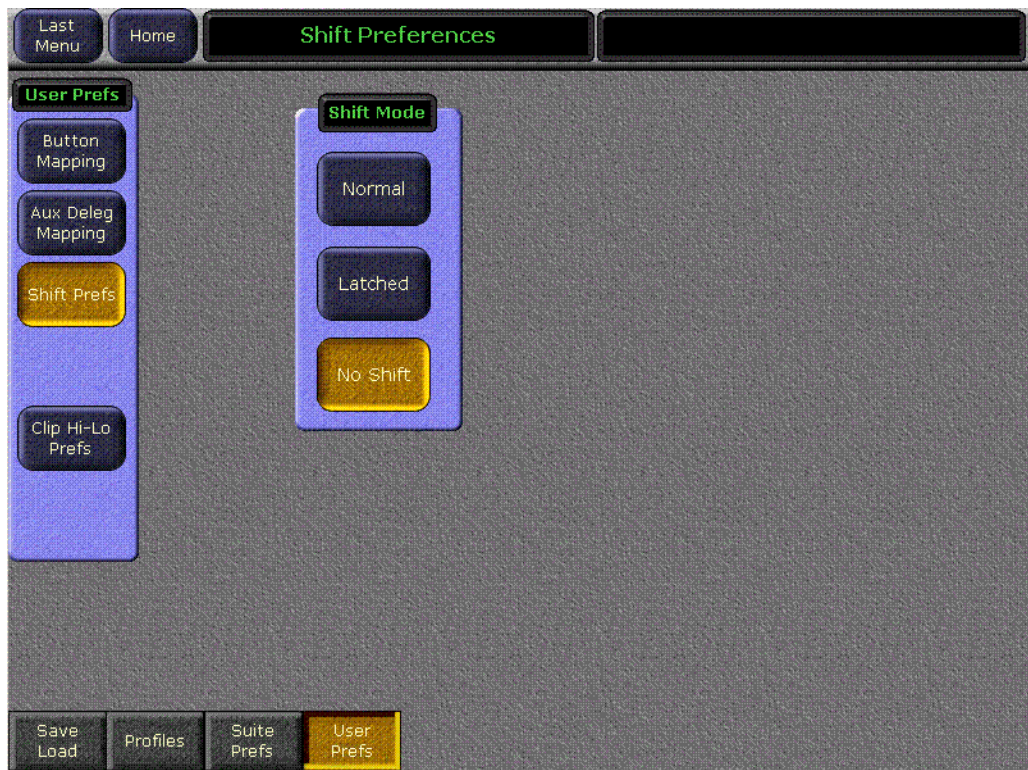 Last
Menu
Home
Shift Preferences
User Prefs
Button
Mapping
Aux Deleg
Mapping
Shift Prefs
Clip Hi-Lo
Prefs
Shift Mode
Normal
Latched
No Shift
Save
Load
Profiles
Suite
Prefs
User
Prefs